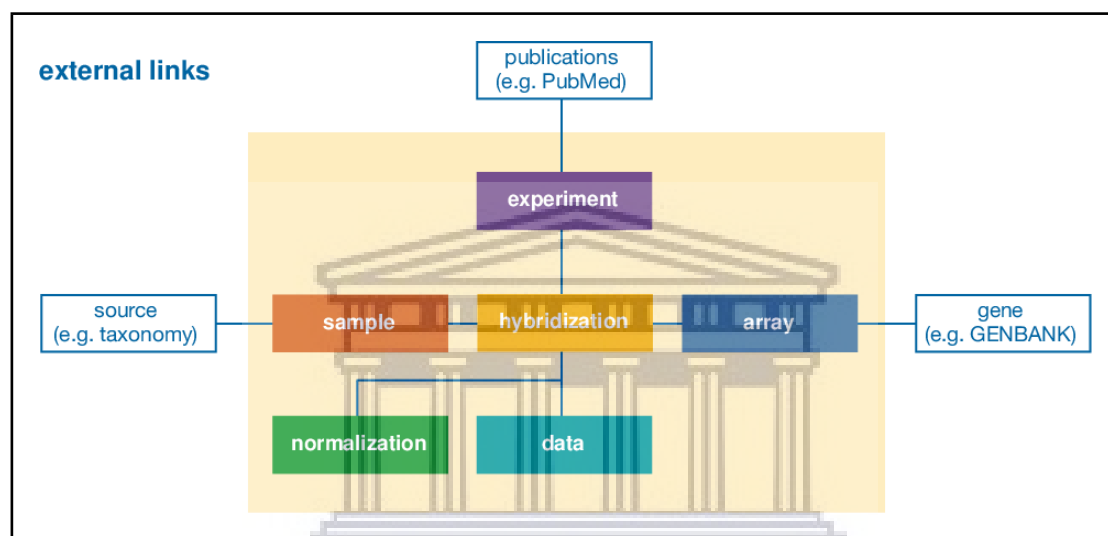 external links
publications
(e.g. PubMed)
experiment
source
(e.g. taxonomy)
sample
hybridization
array
gene
(e.g. GENBANK)
normalization
data